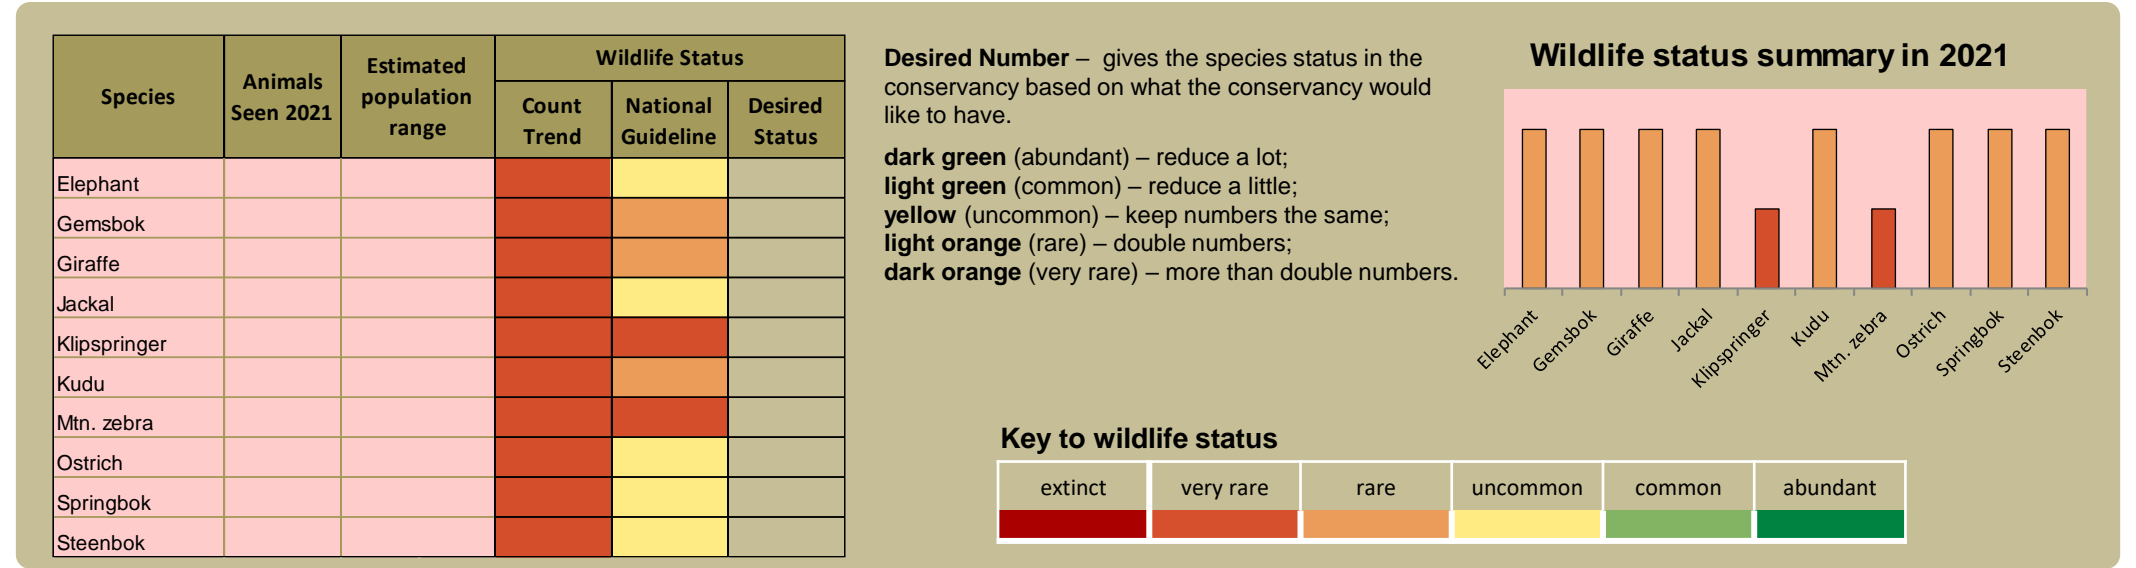 Species
Animals
Seen 2021
Estimated
population
range
Wildlife Status
Count
Trend
National
Guideline
Desired
Status
Elephant
Gemsbok
Giraffe
Jackal
Klipspringer
Kudu
Mtn. zebra
Ostrich
Springbok
Steenbok
Desired Number – gives the species status in the
conservancy based on what the conservancy would
like to have.
dark green (abundant) – reduce a lot;
light green (common) – reduce a little;
yellow (uncommon) – keep numbers the same;
light orange (rare) – double numbers;
dark orange (very rare) – more than double numbers.
Wildlife status summary in 2021
Elephant
Gemsbok
Giraffe
Jackal
Klipspringer
Kudu
Mtn. zebra
Ostrich
Springbok
Steenbok
Key to wildlife status
extinct very rare rare uncommon common abundant